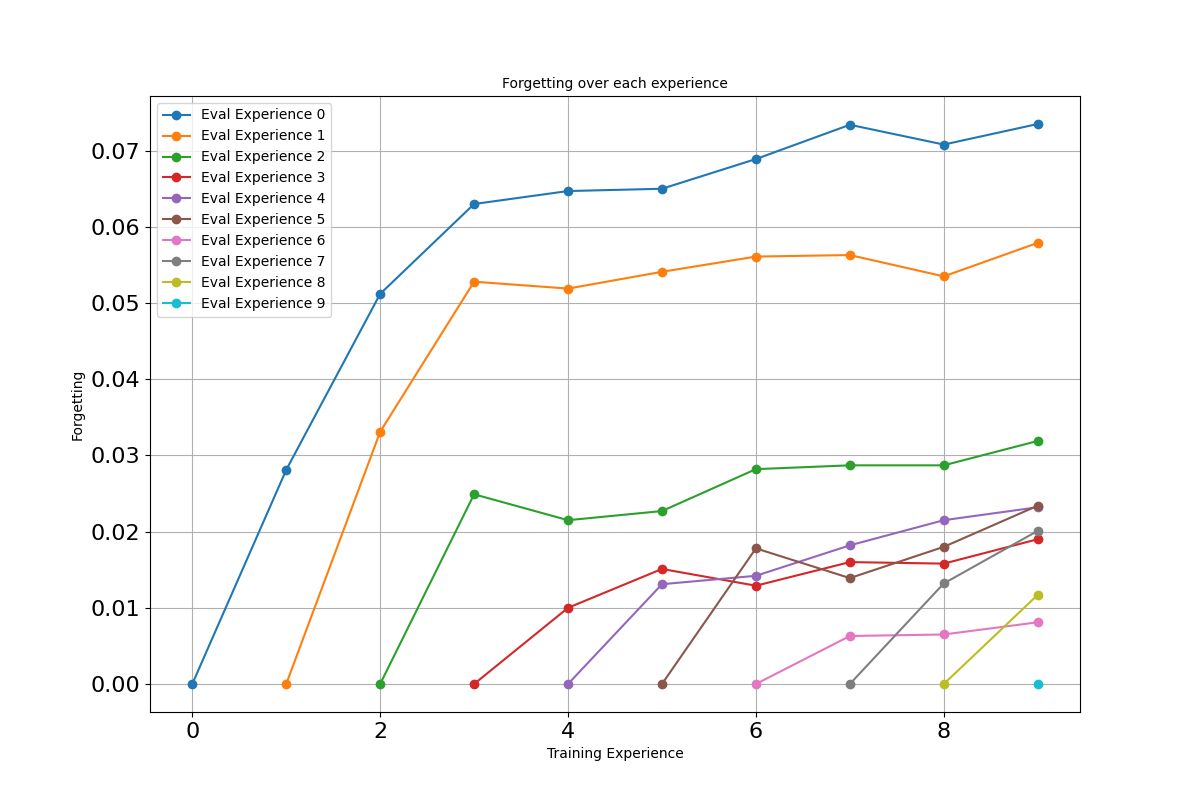 Forgetting over each experience
Eval Experience 0
Eval Experience 1
Eval Experience 2
Eval Experience 3
Eval Experience 4
Eval Experience 5
Eval Experience 6
Eval Experience 7
Eval Experience 8
Eval Experience 9
0.07
0.06
0.05
0.04
0.03
0.02
0.01
0.00
Forgetting
0 2 4 6 8
Training Experience